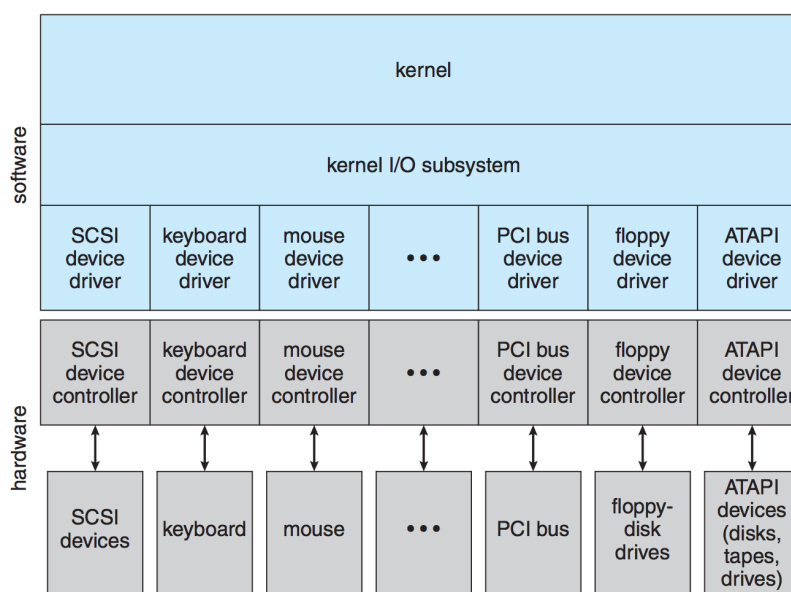 software
kernel
kernel I/O subsystem
SCSI
device
driver
keyboard
device
driver
mouse
device
driver
•••
PCI bus
device
driver
floppy
device
driver
ATAPI
device
driver
hardware
SCSI
device
controller
keyboard
device
controller
mouse
device
controller
•••
PCI bus
device
controller
floppy
device
controller
ATAPI
device
controller
SCSI
devices
keyboard
mouse
•••
PCI bus
floppy-
disk
drives
ATAPI
devices
(disks,
tapes,
drives)